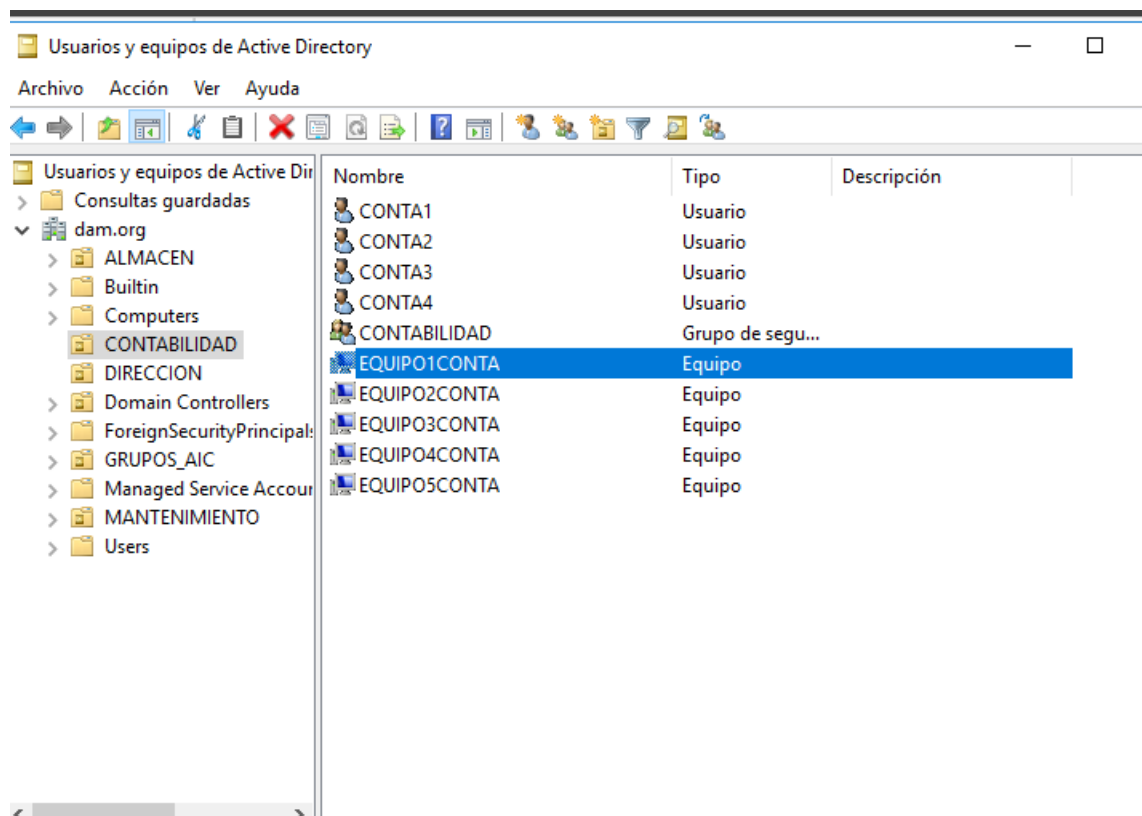 Usuarios y equipos de Active Directory
Archivo Acción Ver Ayuda
Usuarios y equipos de Active Dir
Consultas guardadas
dam.org
ALMACEN
Builtin
Computers
CONTABILIDAD
DIRECCION
Domain Controllers
ForeignSecurityPrincipals
GRUPOS_AIC
Managed Service Accour
MANTENIMIENTO
Users
Nombre Tipo Descripción
CONTA1 Usuario
CONTA2 Usuario
CONTA3 Usuario
CONTA4 Usuario
CONTABILIDAD Grupo de segu...
EQUIPO1CONTA Equipo
EQUIPO2CONTA Equipo
EQUIPO3CONTA Equipo
EQUIPO4CONTA Equipo
EQUIPO5CONTA Equipo